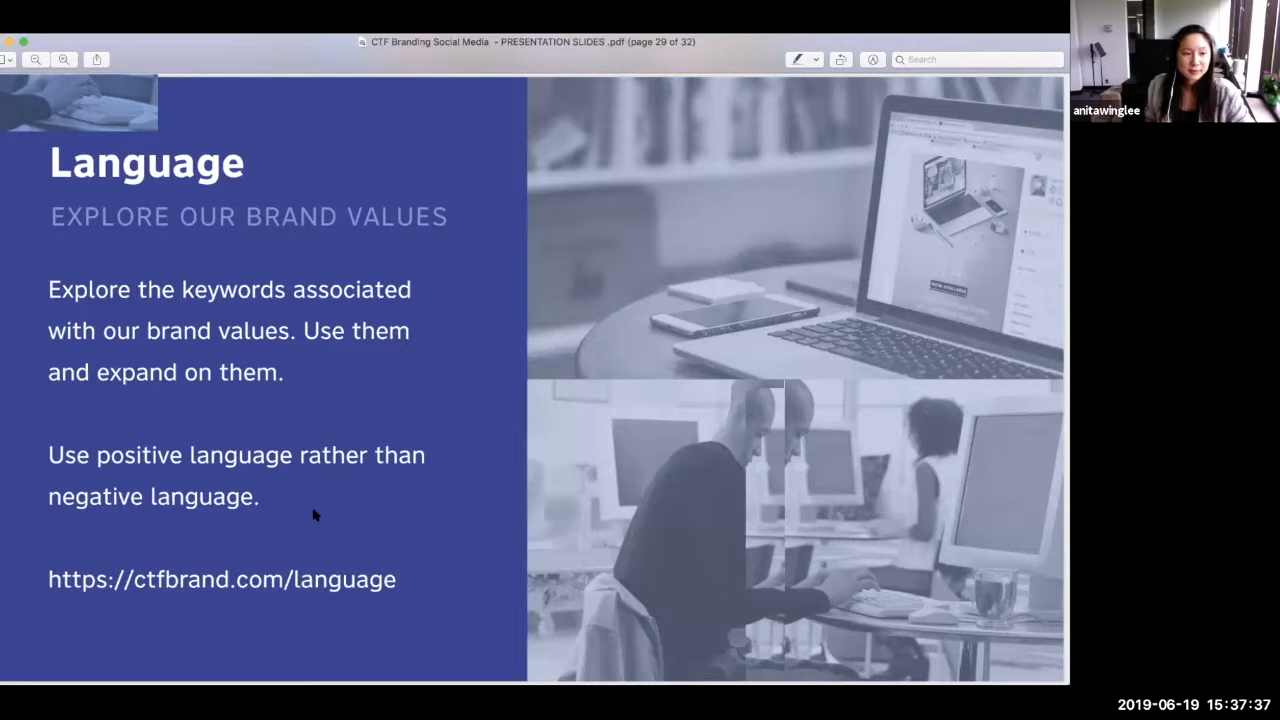 CTF Branding Social Media - PRESENTATION SLIDES .pdf (page 29 of 32)
Search
anitawinglee
Language
EXPLORE OUR BRAND VALUES
Explore the keywords associated
with our brand values. Use them
and expand on them.
Use positive language rather than
negative language.
https://ctfbrand.com/language
2019-06-19 15:37:37